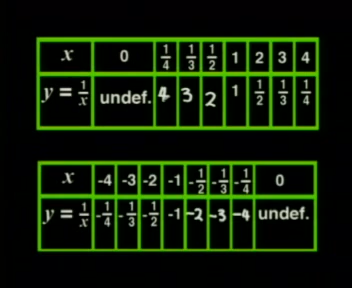 x 0 1/4 1/3 1/2 1 2 3 4
y = 1/x undef. 4 3 2 1 1/2 1/3 1/4
x -4 -3 -2 -1 -1/2 -1/3 -1/4 0
y = 1/x -1/4 -1/3 -1/2 -1 -2 -3 -4 undef.